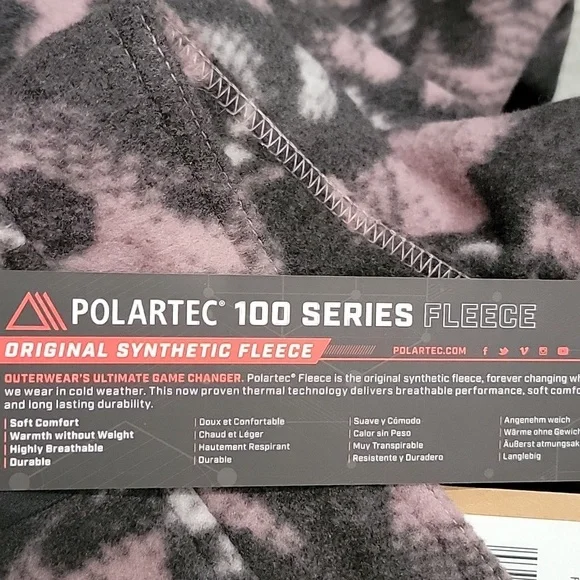 POLARTEC® 100 SERIES FLEECE
ORIGINAL SYNTHETIC FLEECE POLARTEC.COM
OUTERWEAR'S ULTIMATE GAME CHANGER. Polartec® Fleece is the original synthetic fleece, forever changing
we wear in cold weather. This now proven thermal technology delivers breathable performance, soft
and long lasting durability.
Soft Comfort
Warmth without Weight
Highly Breathable
Durable
Doux et Confortable
Chaud et Léger
Hautement Respirant
Durable
Suave y Cómodo
Calor sin Peso
Muy Transpirable
Resistente y Duradero
Angenehm weich
Wärme ohne
Äußerst
Langlebig